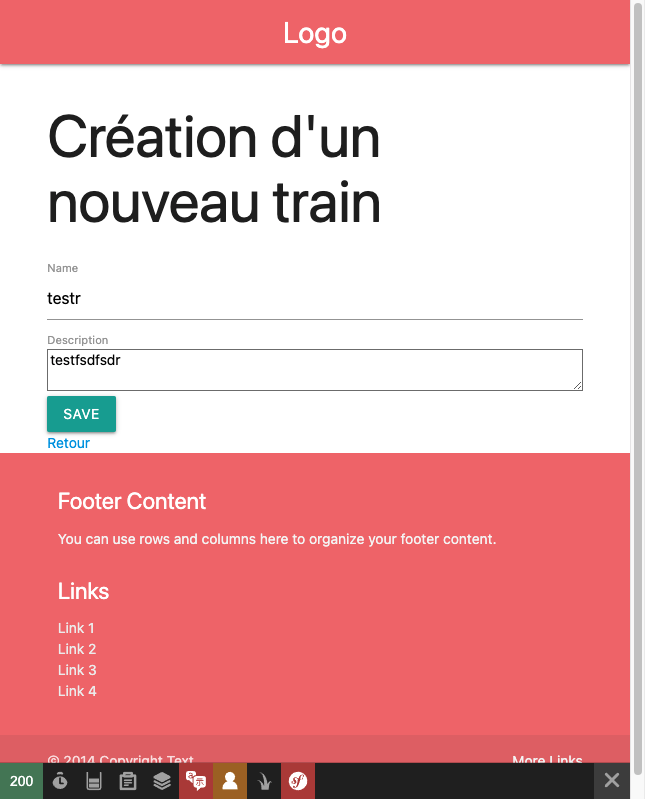 Logo
Création d'un
nouveau train
Name
testr
Description
testfsdfsdr
SAVE
Retour
Footer Content
You can use rows and columns here to organize your footer content.
Links
Link 1
Link 2
Link 3
Link 4
© 2014 Copyright Text More Links
200